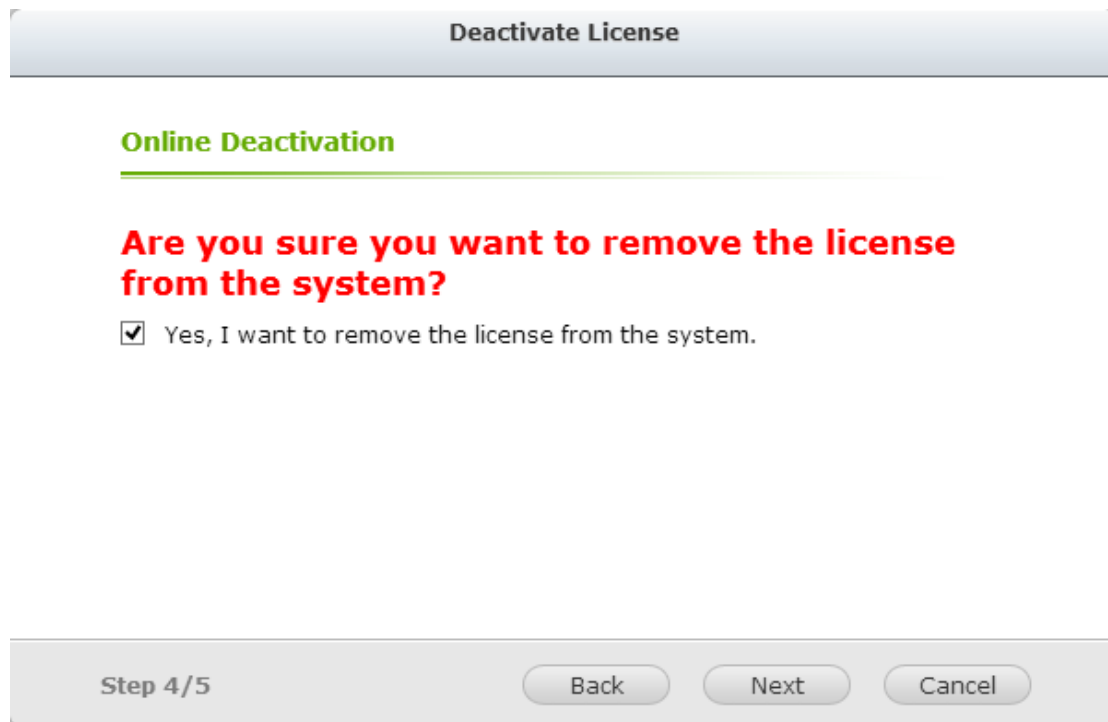 Deactivate License
Online Deactivation
Are you sure you want to remove the license
from the system?
Yes, I want to remove the license from the system.
Step 4/5
Back
Next
Cancel